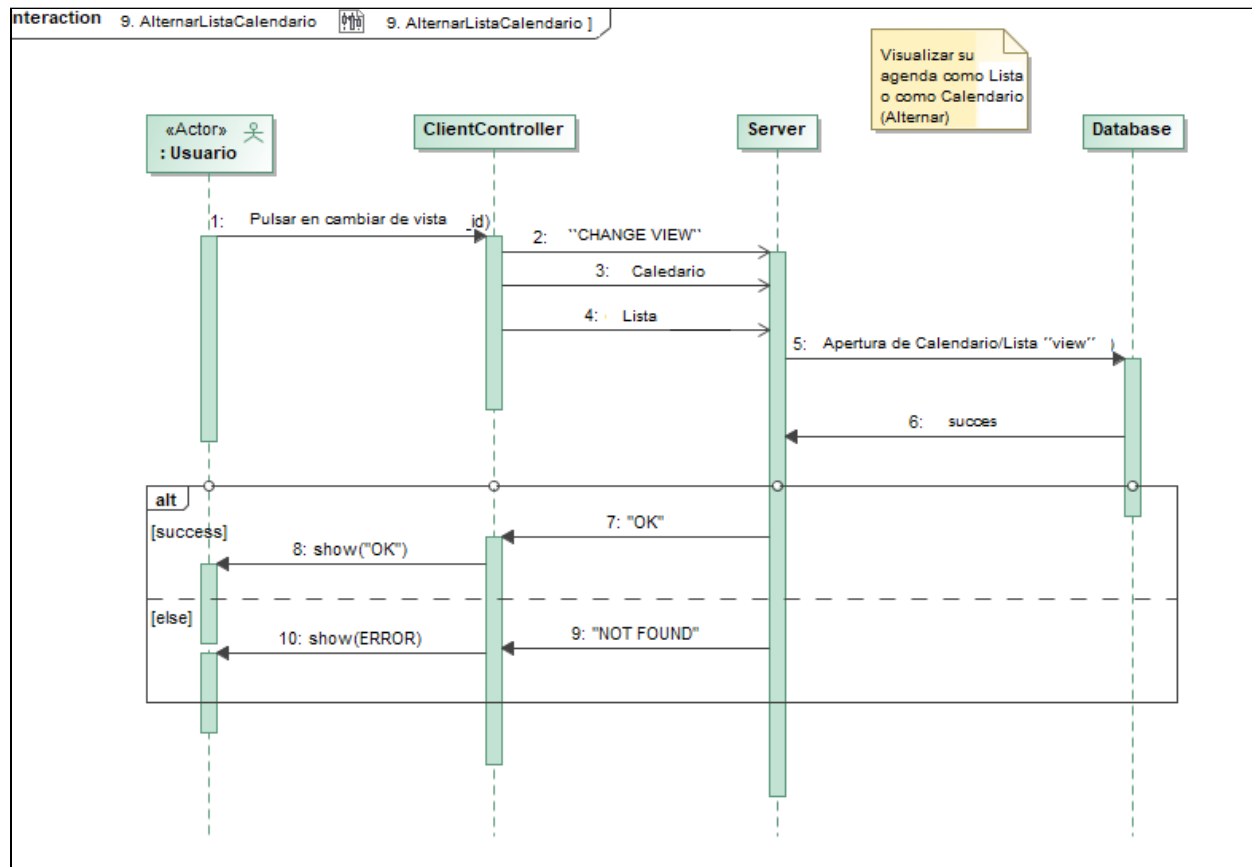 nteraction 9. AlternarListaCalendario 9. AlternarListaCalendario ]
Visualizar su
agenda como Lista
o como Calendario
(Alternar)
«Actor»
: Usuario
ClientController
Server
Database
1: Pulsar en cambiar de vista _id)
2: ''CHANGE VIEW''
3: Caledario
4: Lista
5: Apertura de Calendario/Lista ''view'' )
6: succes
alt
[success]
7: "OK"
8: show("OK")
[else]
9: "NOT FOUND"
10: show(ERROR)